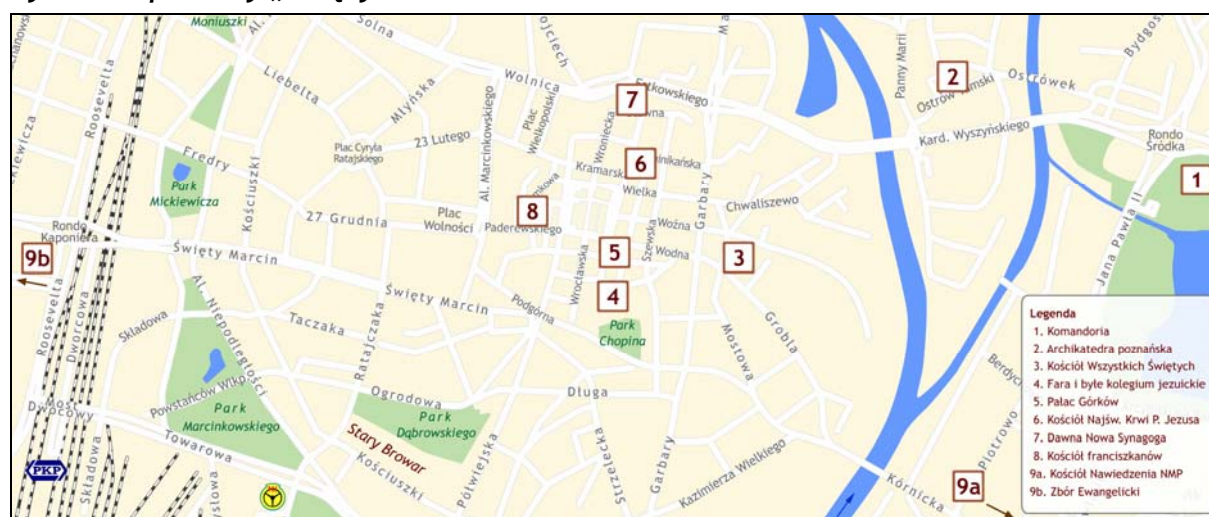 Moniuszki
Al.
Solna
Wolnica
Liebelta
Młyńska
Plac
Wielkopolska
Wroniecka
7
Garbary
Panny Marii
2
Ostrów Tumski
Ostrówek
Roosevelta
Fredry
Plac Cyryla
Ratajskiego
23 Lutego
Al. Marcinkowskiego
Kramarska
6
Wielka
Kard. Wyszyńskiego
Rondo
Śródka
1
Park
Mickiewicza
Kościuszki
27 Grudnia
Plac
Wolności
8
Paderewskiego
Woźna
Chwaliszewo
Rondo
Kaponiera
9b
Święty Marcin
5
Szewska
Wodna
3
Jana Pawła II
Wrocławska
4
Święty Marcin
Podgórna
Park
Chopina
Mostowa
Grobla
Roosevelta
Dworcowa
Składowa
Al. Niepodległości
Taczaka
Ratajczaka
Powstańców Wlkp.
Ogrodowa
Długa
Park
Marcinkowskiego
Park
Dąbrowskiego
Stary Browar
Most
Dworcowy
Towarowa
Kościuszki
Półwiejska
Strzelecka
Garbary
Kazimierza Wielkiego
Piotrowo
Kórnicka
9a
PKP
Składowa
Legenda
1. Komandoria
2. Archikatedra poznańska
3. Kościół Wszystkich Świętych
4. Fara i byłe kolegium jezuickie
5. Pałac Górków
6. Kościół Najśw. Krwi P. Jezusa
7. Dawna Nowa Synagoga
8. Kościół franciszkanów
9a. Kościół Nawiedzenia NMP
9b. Zbór Ewangelicki